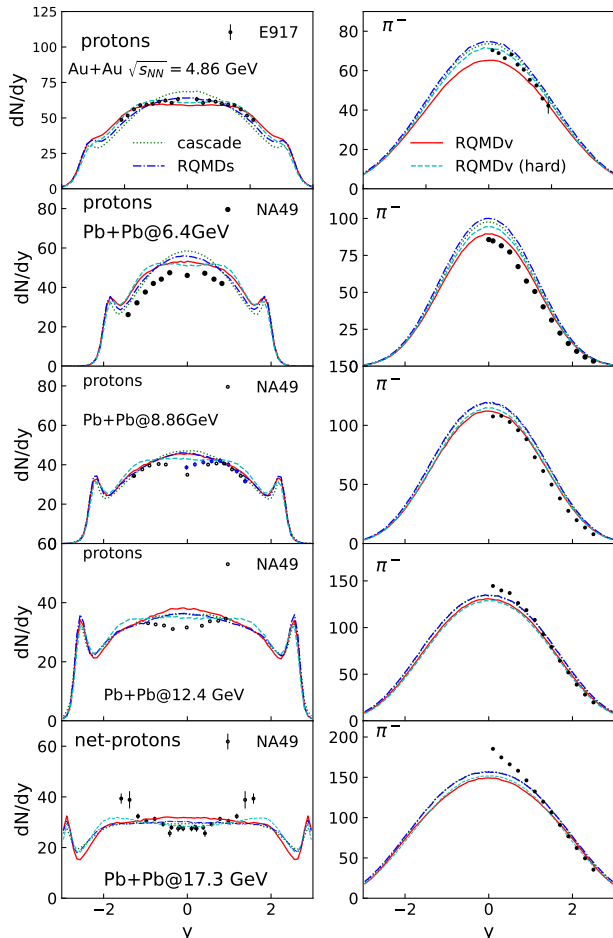 125
100
75
50
25
0
dN/dy
protons
E917
Au+Au √sNN = 4.86 GeV
cascade
RQMDs
80
60
40
20
0
π−
RQMDv
RQMDv (hard)
80
60
40
20
0
dN/dy
protons
NA49
Pb+Pb@6.4GeV
100
75
50
25
π−
80
60
40
20
dN/dy
protons
NA49
Pb+Pb@8.86GeV
150
100
50
0
π−
60
40
20
0
dN/dy
protons
NA49
Pb+Pb@12.4 GeV
150
100
50
0
π−
60
40
20
0
dN/dy
net-protons
NA49
Pb+Pb@17.3 GeV
−2 0 2
y
200
150
100
50
0
π−
−2 0 2
y